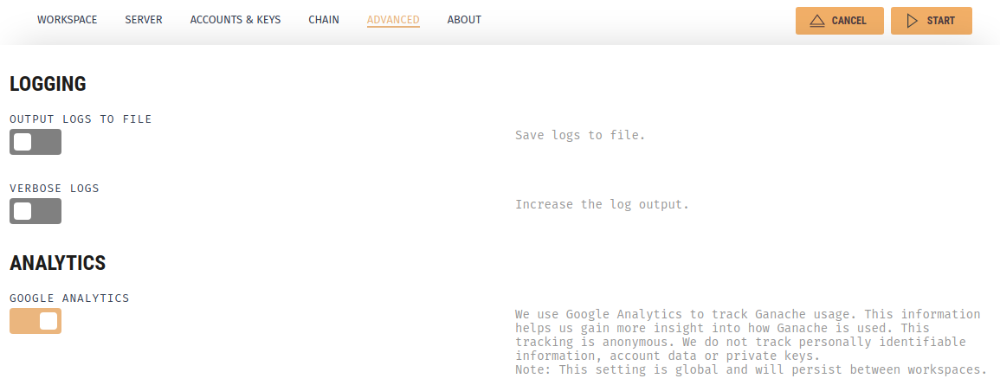 WORKSPACE SERVER ACCOUNTS & KEYS CHAIN ADVANCED ABOUT CANCEL START
LOGGING
OUTPUT LOGS TO FILE
Save logs to file.
VERBOSE LOGS
Increase the log output.
ANALYTICS
GOOGLE ANALYTICS
We use Google Analytics to track Ganache usage. This information
helps us gain more insight into how Ganache is used. This
tracking is anonymous. We do not track personally identifiable
information, account data or private keys.
Note: This setting is global and will persist between workspaces.